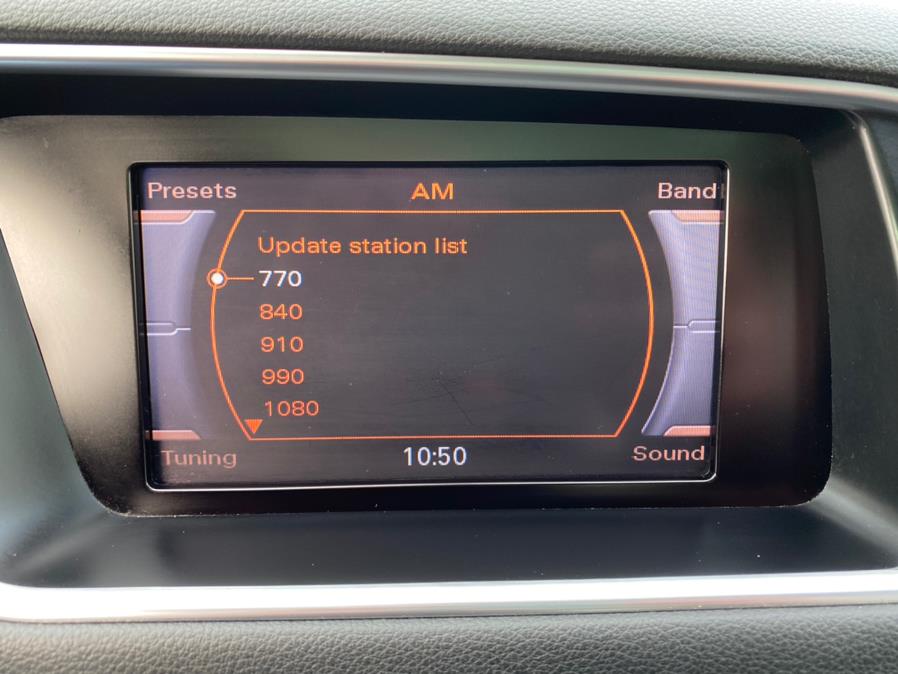 Presets AM Band
Update station list
770
840
910
990
1080
Tuning 10:50 Sound